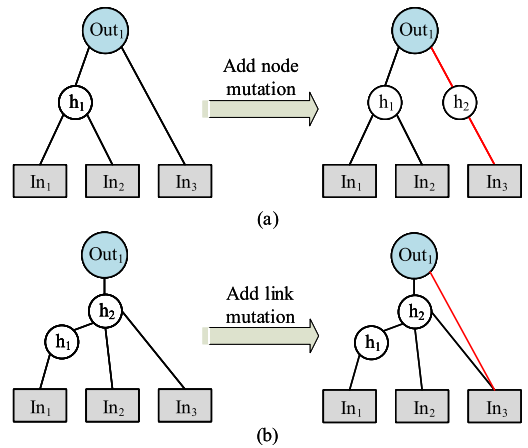 Out₁ Out₁
Add node
mutation
h₁ h₁ h₂
In₁ In₂ In₃ In₁ In₂ In₃
(a)
Out₁ Out₁
Add link
mutation
h₂ h₂
h₁ h₁
In₁ In₂ In₃ In₁ In₂ In₃
(b)